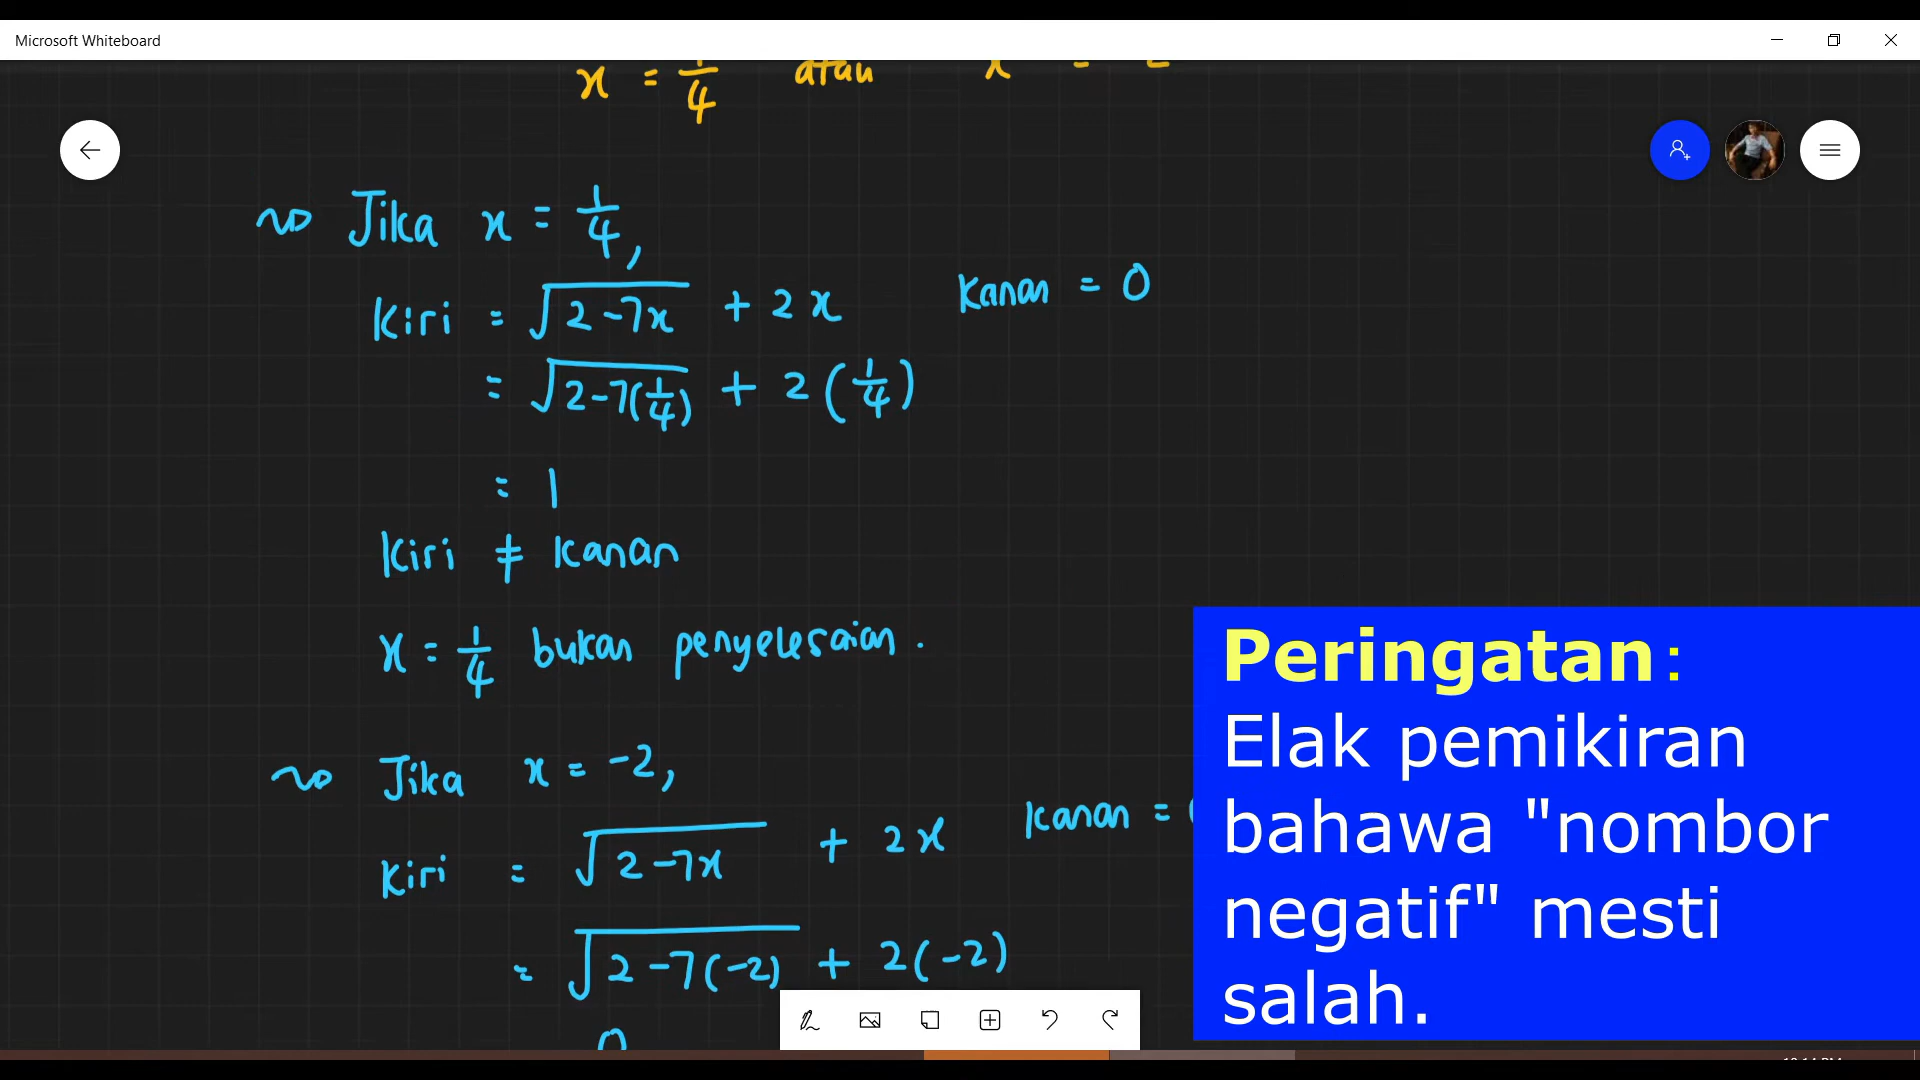 Microsoft Whiteboard
x = 1/4 atau x =
Jika x = 1/4,
Kiri = √(2-7x) + 2x Kanan = 0
= √(2-7(1/4)) + 2(1/4)
= 1
Kiri ≠ Kanan
x = 1/4 bukan penyelesaian.
Jika x = -2,
Kiri = √(2-7x) + 2x Kanan =
= √(2-7(-2)) + 2(-2)
Peringatan:
Elak pemikiran
bahawa "nombor
negatif" mesti
salah.